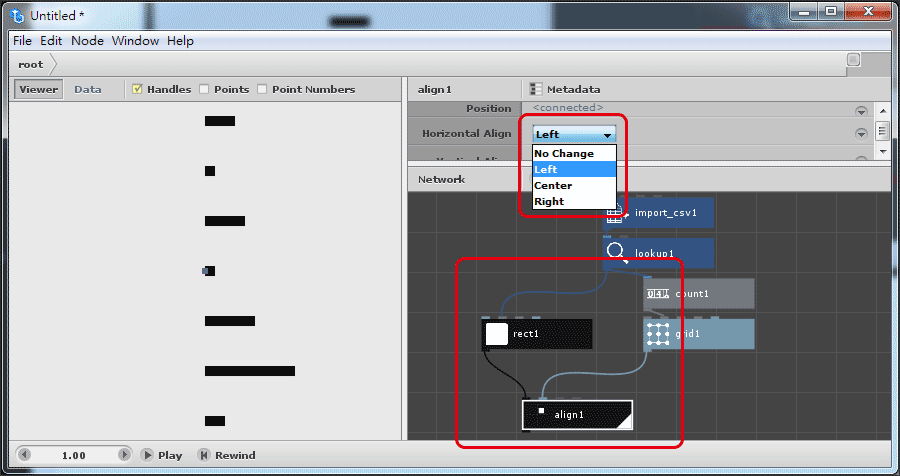 Untitled *
File Edit Node Window Help
root
Viewer Data Handles Points Point Numbers
align1 Metadata
Position <connected>
Horizontal Align Left
No Change
Left
Center
Right
Network
import_csv1
lookup1
count1
rect1
grid1
align1
1.00 Play Rewind